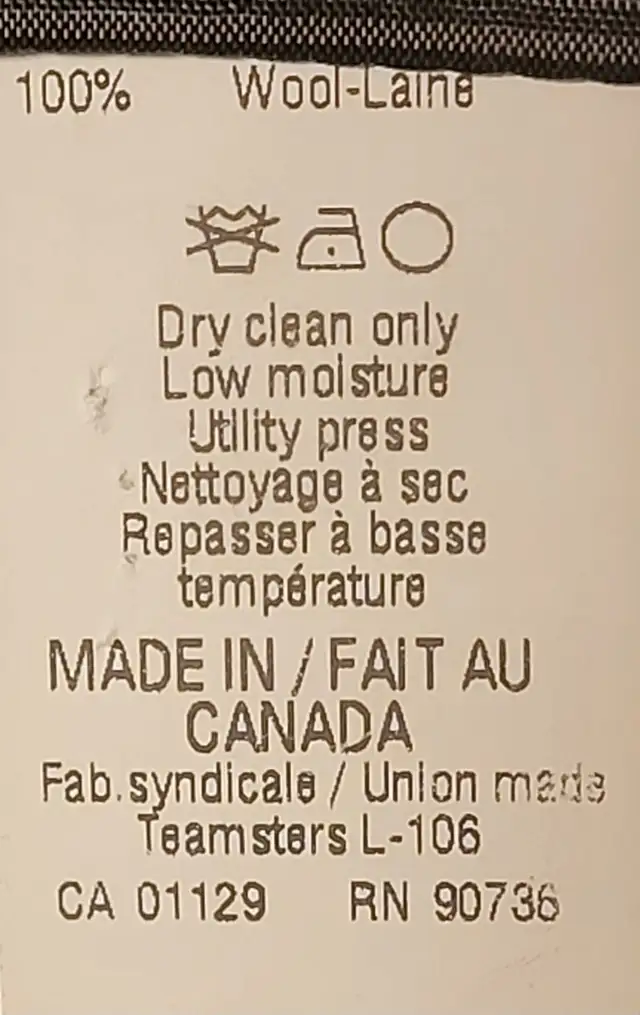 100% Wool-Laine
Dry clean only
Low moisture
Utility press
Nettoyage à sec
Repasser à basse
température
MADE IN / FAIT AU
CANADA
Fab.syndicale / Union made
Teamsters L-106
CA 01129 RN 90736